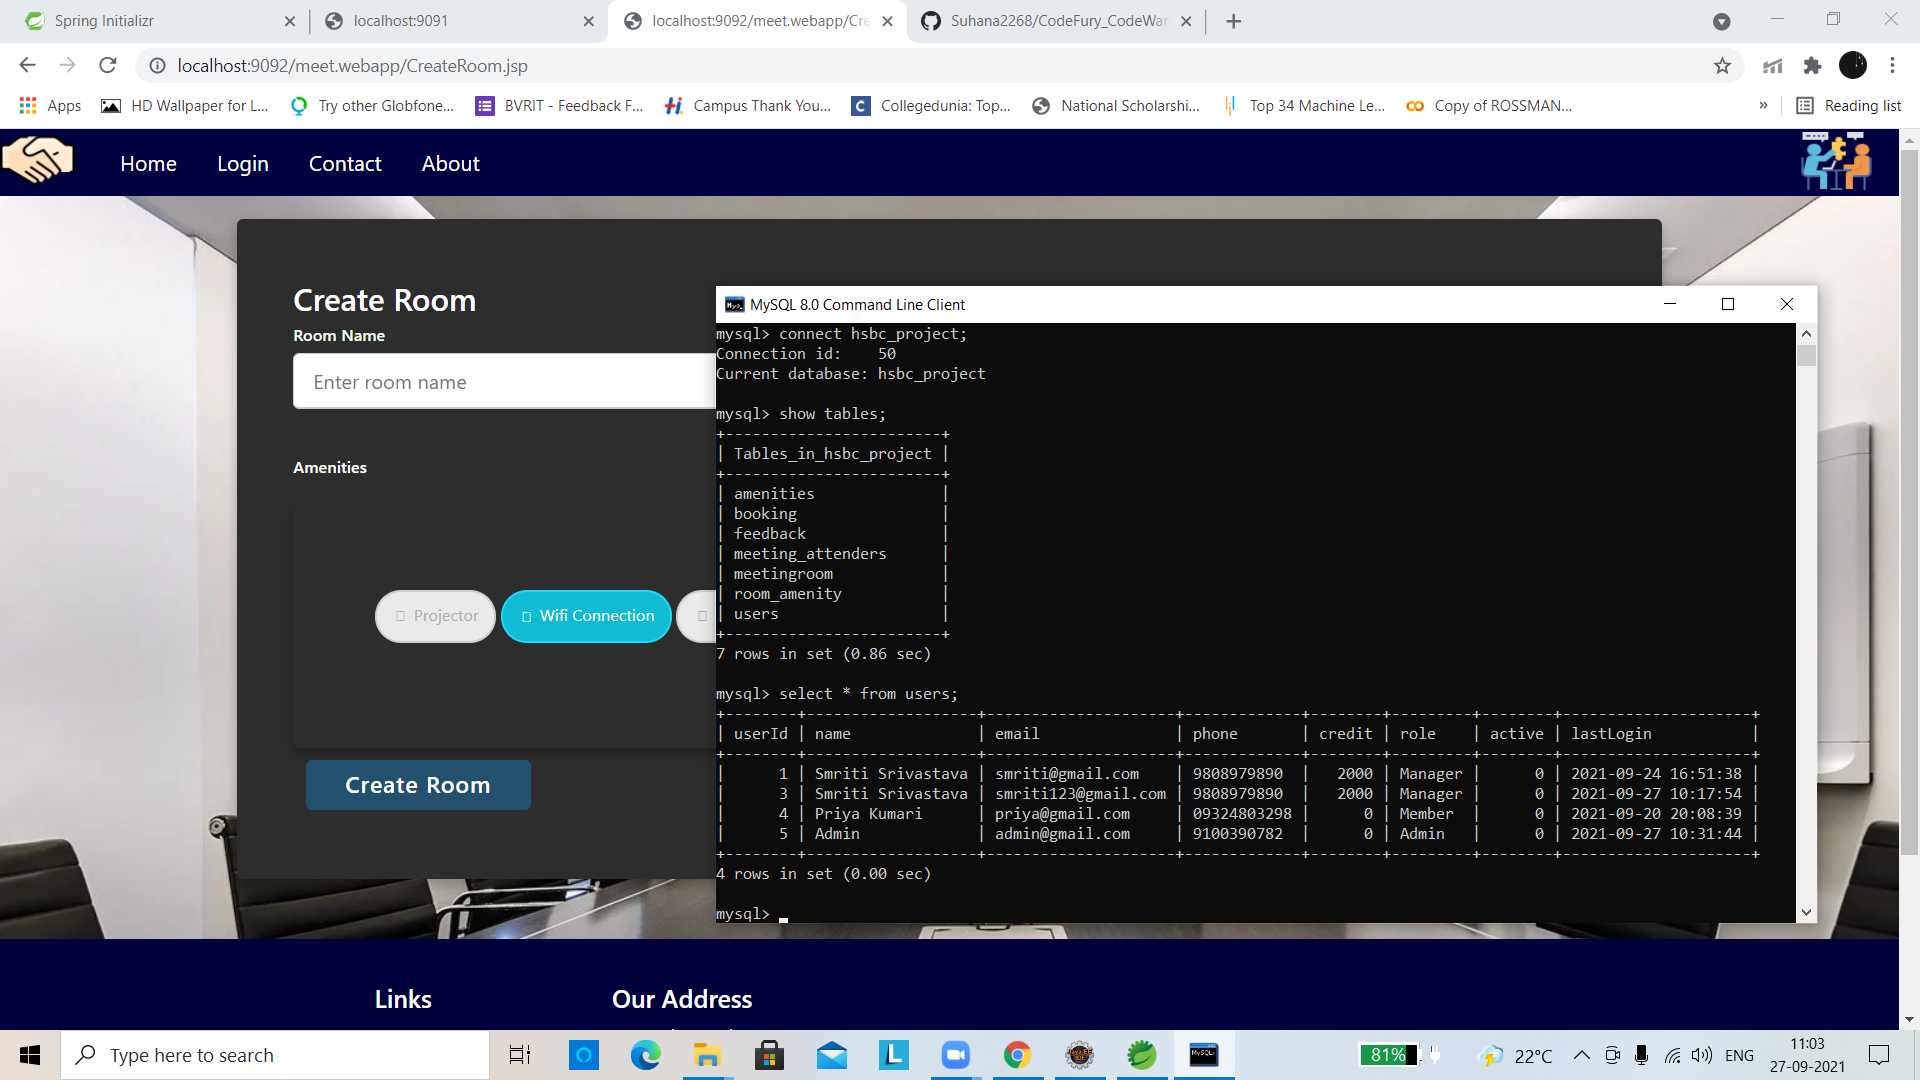 Spring Initializr
localhost:9091
localhost:9092/meet.webapp/Cre
Suhana2268/CodeFury_CodeWar
localhost:9092/meet.webapp/CreateRoom.jsp
Apps
HD Wallpaper for L...
Try other Globfone...
BVRIT - Feedback F...
Campus Thank You...
Collegedunia: Top...
National Scholarshi...
Top 34 Machine Le...
Copy of ROSSMAN...
»
Reading list
Home
Login
Contact
About
Create Room
Room Name
Enter room name
Amenities
Projector
Wifi Connection
Create Room
MySQL 8.0 Command Line Client
mysql> connect hsbc_project;
Connection id:    50
Current database: hsbc_project
mysql> show tables;
+------------------------+
| Tables_in_hsbc_project |
+------------------------+
| amenities              |
| booking                |
| feedback               |
| meeting_attenders      |
| meetingroom            |
| room_amenity           |
| users                  |
+------------------------+
7 rows in set (0.86 sec)
mysql> select * from users;
+--------+-------------------+---------------------+-------------+--------+---------+--------+---------------------+
| userId | name              | email               | phone       | credit | role    | active | lastLogin           |
+--------+-------------------+---------------------+-------------+--------+---------+--------+---------------------+
|      1 | Smriti Srivastava | smriti@gmail.com    | 9808979890  |   2000 | Manager |      0 | 2021-09-24 16:51:38 |
|      3 | Smriti Srivastava | smriti123@gmail.com | 9808979890  |   2000 | Manager |      0 | 2021-09-27 10:17:54 |
|      4 | Priya Kumari      | priya@gmail.com     | 09324803298 |      0 | Member  |      0 | 2021-09-20 20:08:39 |
|      5 | Admin             | admin@gmail.com     | 9100390782  |      0 | Admin   |      0 | 2021-09-27 10:31:44 |
+--------+-------------------+---------------------+-------------+--------+---------+--------+---------------------+
4 rows in set (0.00 sec)
mysql>
Links
Our Address
Type here to search
81%
22°C
ENG
11:03
27-09-2021